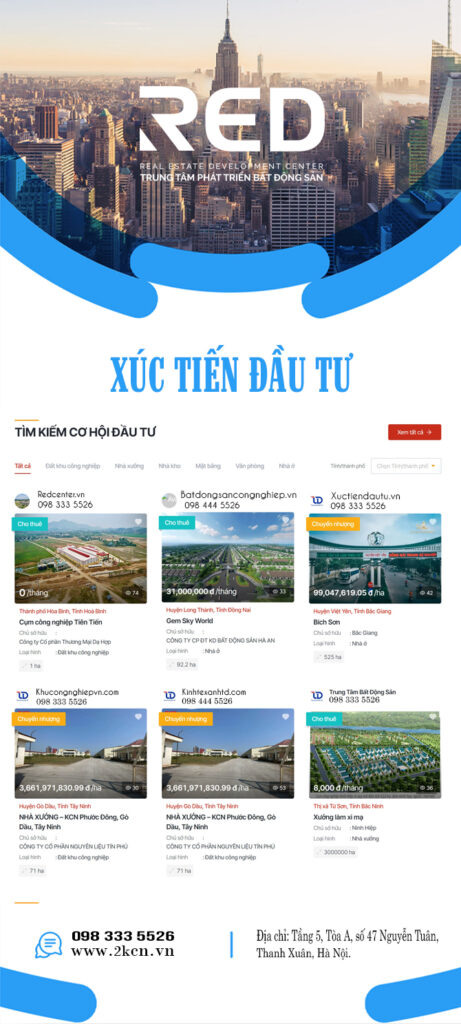 RED
REAL ESTATE DEVELOPMENT CENTER
TRUNG TÂM PHÁT TRIỂN BẤT ĐỘNG SẢN
XÚC TIẾN ĐẦU TƯ
TÌM KIẾM CƠ HỘI ĐẦU TƯ
Xem tất cả →
Tất cả Đất khu công nghiệp Nhà xưởng Nhà kho Mặt bằng Văn phòng Nhà ở Tỉnh/thành phố Chọn Tỉnh/thành phố
Redcenter.vn
098 333 5526
Cho thuê
0 /tháng 74
Thành phố Hòa Bình, Tỉnh Hoà Bình
Cụm công nghiệp Tiên Tiến
Chủ sở hữu :
Công ty Cổ phần Thương Mại Dạ Hợp
Loại hình : Đất khu công nghiệp
1 ha
Batdongsancongnghiep.vn
098 444 5526
Cho thuê
31,000,000 đ/tháng 33
Huyện Long Thành, Tỉnh Đồng Nai
Gem Sky World
Chủ sở hữu :
CÔNG TY CP ĐT KD BẤT ĐỘNG SẢN HÀ AN
Loại hình : Nhà ở
92,2 ha
Xuctiendautu.vn
098 333 5526
Chuyển nhượng
99,047,619.05 đ/tháng 42
Huyện Việt Yên, Tỉnh Bắc Giang
Bich Son
Chủ sở hữu : Bắc Giang
Loại hình : Nhà ở
525 ha
Khucongnghiepvn.com
098 333 5526
Chuyển nhượng
3,661,971,830.99 đ/ha 30
Huyện Gò Dầu, Tỉnh Tây Ninh
NHÀ XƯỞNG – KCN Phước Đông, Gò
Dầu, Tây Ninh
Chủ sở hữu :
CÔNG TY CỔ PHẦN NGUYÊN LIỆU TÍN PHÚ
Loại hình : Đất khu công nghiệp
71 ha
Kinhtexanhtd.com
098 444 5526
Chuyển nhượng
3,661,971,830.99 đ/ha 53
Huyện Gò Dầu, Tỉnh Tây Ninh
NHÀ XƯỞNG – KCN Phước Đông, Gò
Dầu, Tây Ninh
Chủ sở hữu :
CÔNG TY CỔ PHẦN NGUYÊN LIỆU TÍN PHÚ
Loại hình : Đất khu công nghiệp
71 ha
Trung Tâm Bất Động Sản
098 333 5526
Cho thuê
8,000 đ/tháng 36
Thị xã Từ Sơn, Tỉnh Bắc Ninh
Xưởng làm xi mạ
Chủ sở hữu : Ninh Hiệp
Loại hình : Nhà xưởng
3000000 ha
098 333 5526
www.2kcn.vn
Địa chỉ: Tầng 5, Tòa A, số 47 Nguyễn Tuân,
Thanh Xuân, Hà Nội.